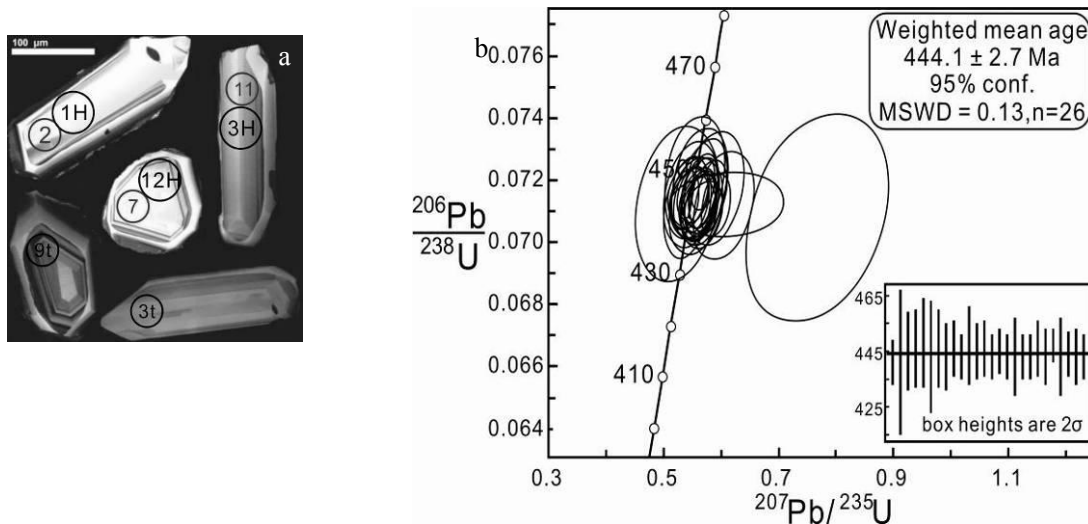 100 μm
a
1H
2
11
3H
12H
7
9t
3t
b
0.076
0.074
0.072
0.070
0.068
0.066
0.064
206Pb
238U
470
450
430
410
Weighted mean age
444.1 ± 2.7 Ma
95% conf.
MSWD = 0.13,n=26
465
445
425
box heights are 2σ
0.3
0.5
0.7
0.9
1.1
207Pb/ 235U